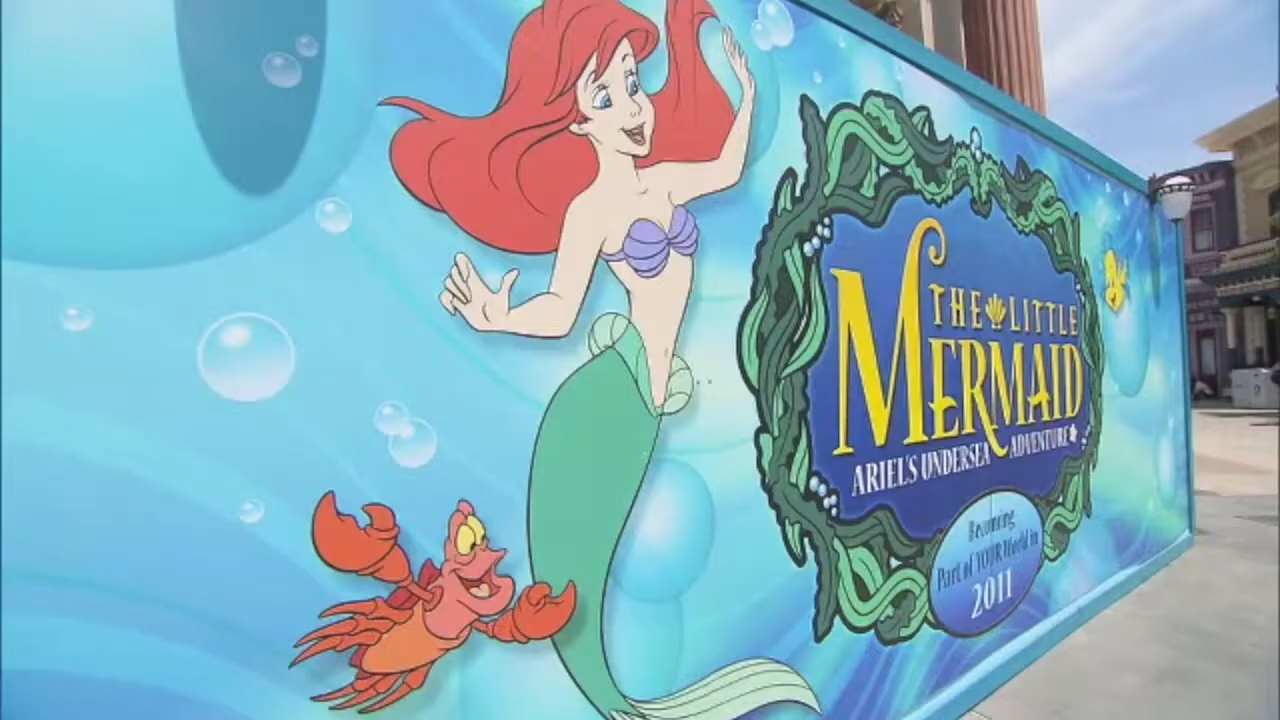 THE LITTLE
MERMAID
ARIEL'S UNDERSEA ADVENTURE
Becoming
Part of YOUR World in
2011